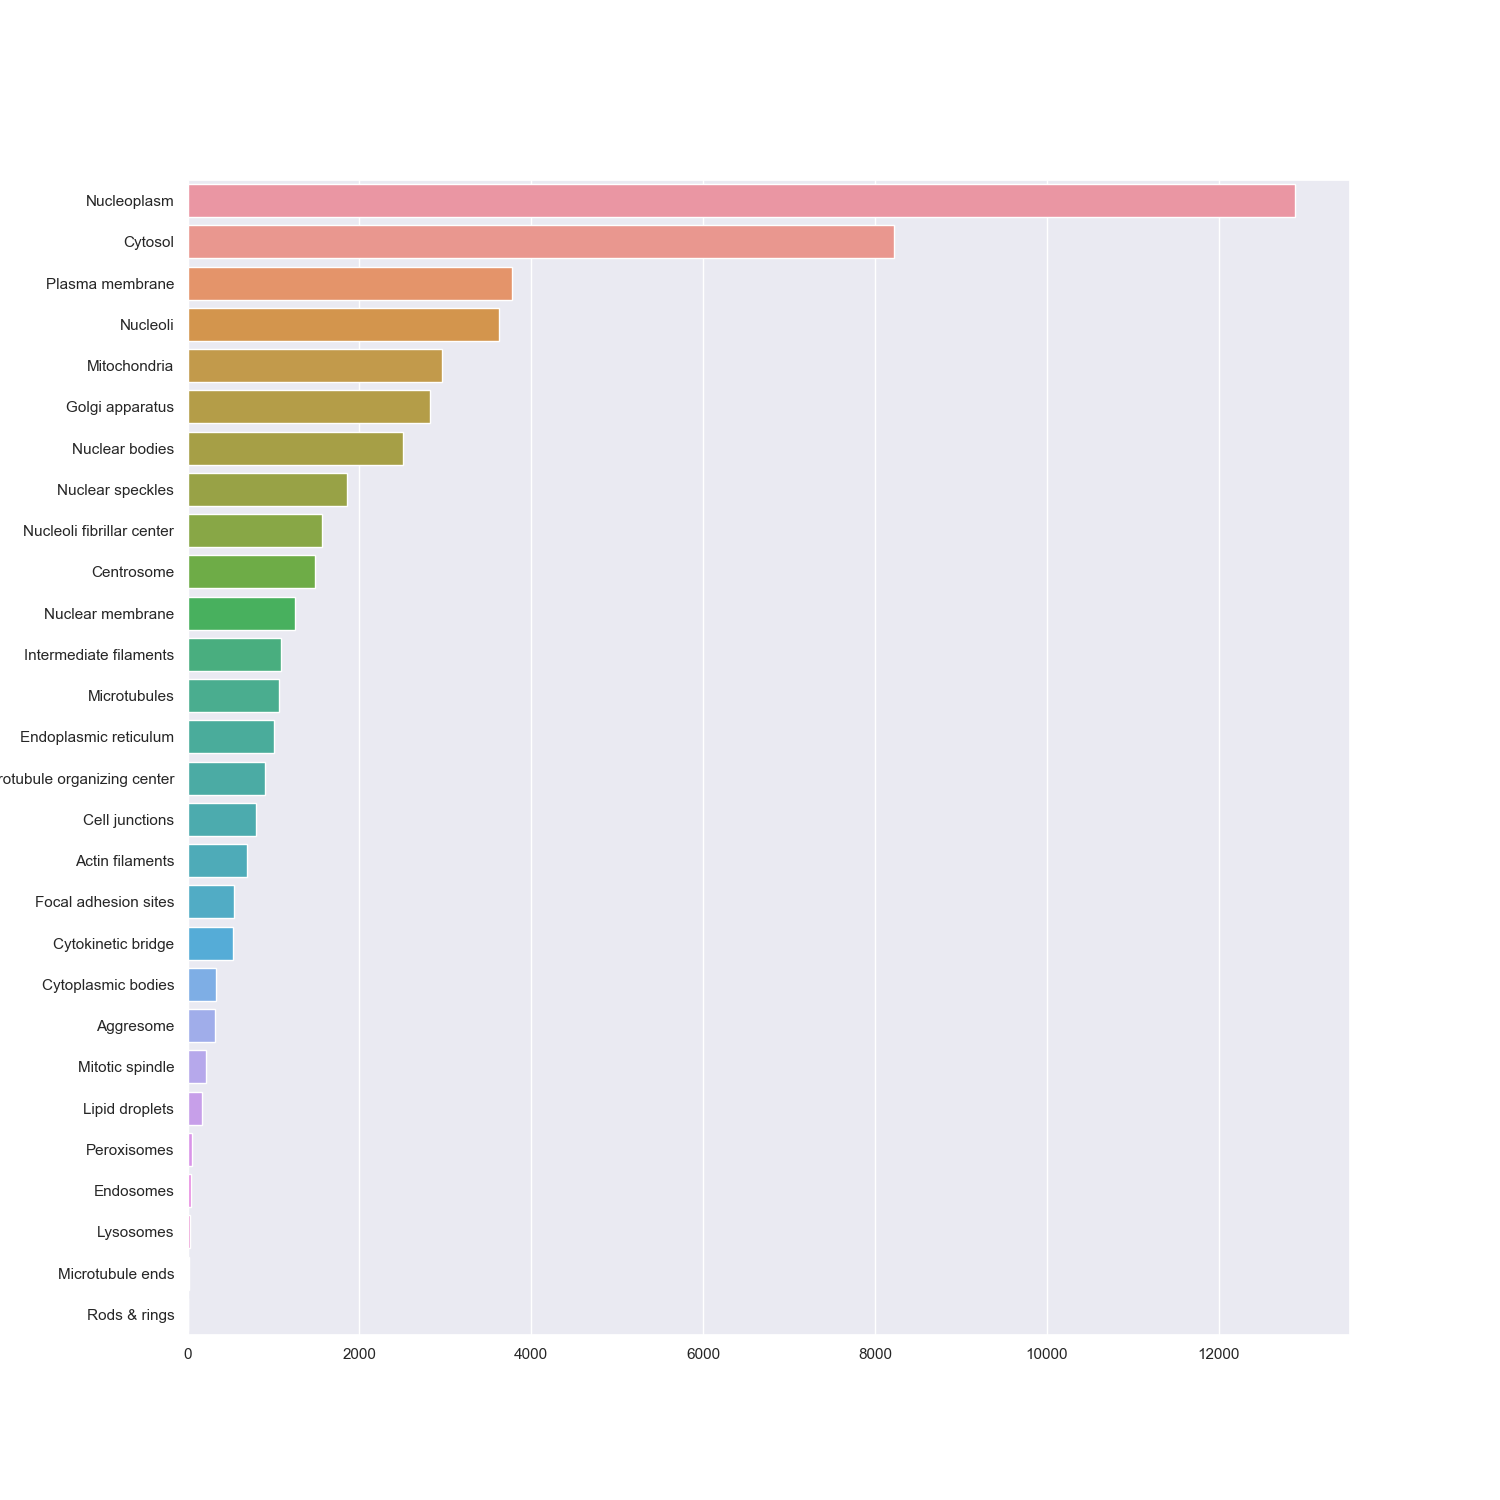 Nucleoplasm
Cytosol
Plasma membrane
Nucleoli
Mitochondria
Golgi apparatus
Nuclear bodies
Nuclear speckles
Nucleoli fibrillar center
Centrosome
Nuclear membrane
Intermediate filaments
Microtubules
Endoplasmic reticulum
rotubule organizing center
Cell junctions
Actin filaments
Focal adhesion sites
Cytokinetic bridge
Cytoplasmic bodies
Aggresome
Mitotic spindle
Lipid droplets
Peroxisomes
Endosomes
Lysosomes
Microtubule ends
Rods & rings
0 2000 4000 6000 8000 10000 12000